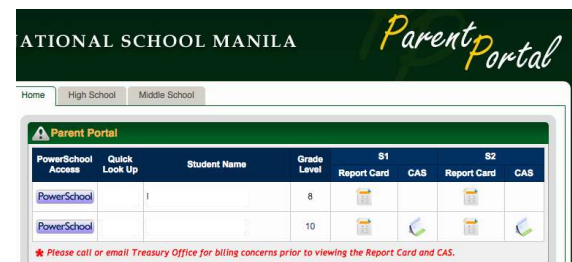 NATIONAL SCHOOL MANILA
Parent Portal
Home High School Middle School
Parent Portal
PowerSchool Access Quick Look Up Student Name Grade Level S1 S2
Report Card CAS Report Card CAS
PowerSchool 8
PowerSchool 10
* Please call or email Treasury Office for biling concerns prior to viewing the Report Card and CAS.